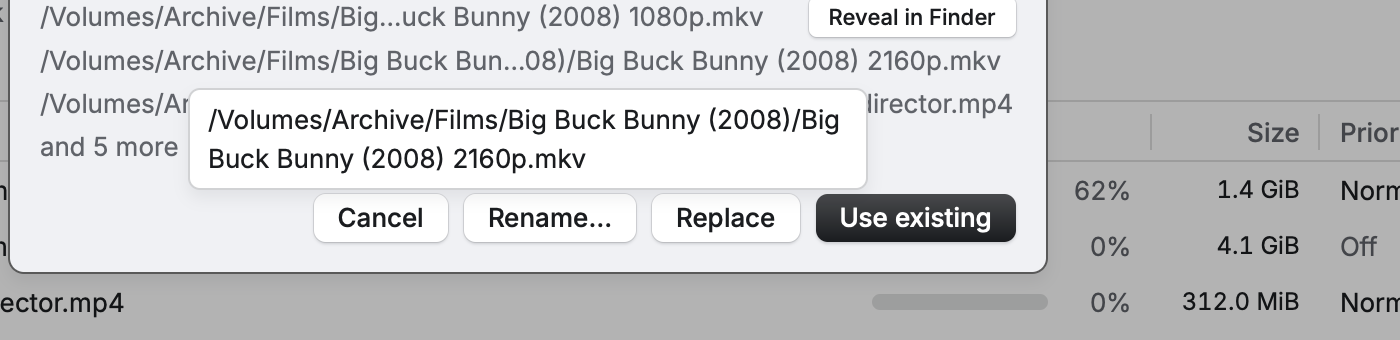 /Volumes/Archive/Films/Big...uck Bunny (2008) 1080p.mkv
Reveal in Finder
/Volumes/Archive/Films/Big Buck Bun...08)/Big Buck Bunny (2008) 2160p.mkv
/Volumes/Ar director.mp4
/Volumes/Archive/Films/Big Buck Bunny (2008)/Big
Buck Bunny (2008) 2160p.mkv
and 5 more
Size Prior
Cancel Rename... Replace Use existing
62% 1.4 GiB Norm
0% 4.1 GiB Off
ector.mp4 0% 312.0 MiB Norm